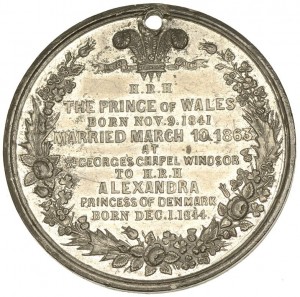 H.R.H
THE PRINCE OF WALES
BORN NOV. 9. 1841
MARRIED MARCH 10. 1863
AT
ST GEORGE'S CHAPEL WINDSOR
TO H.R.H
ALEXANDRA
PRINCESS OF DENMARK
BORN DEC. 1. 1844.